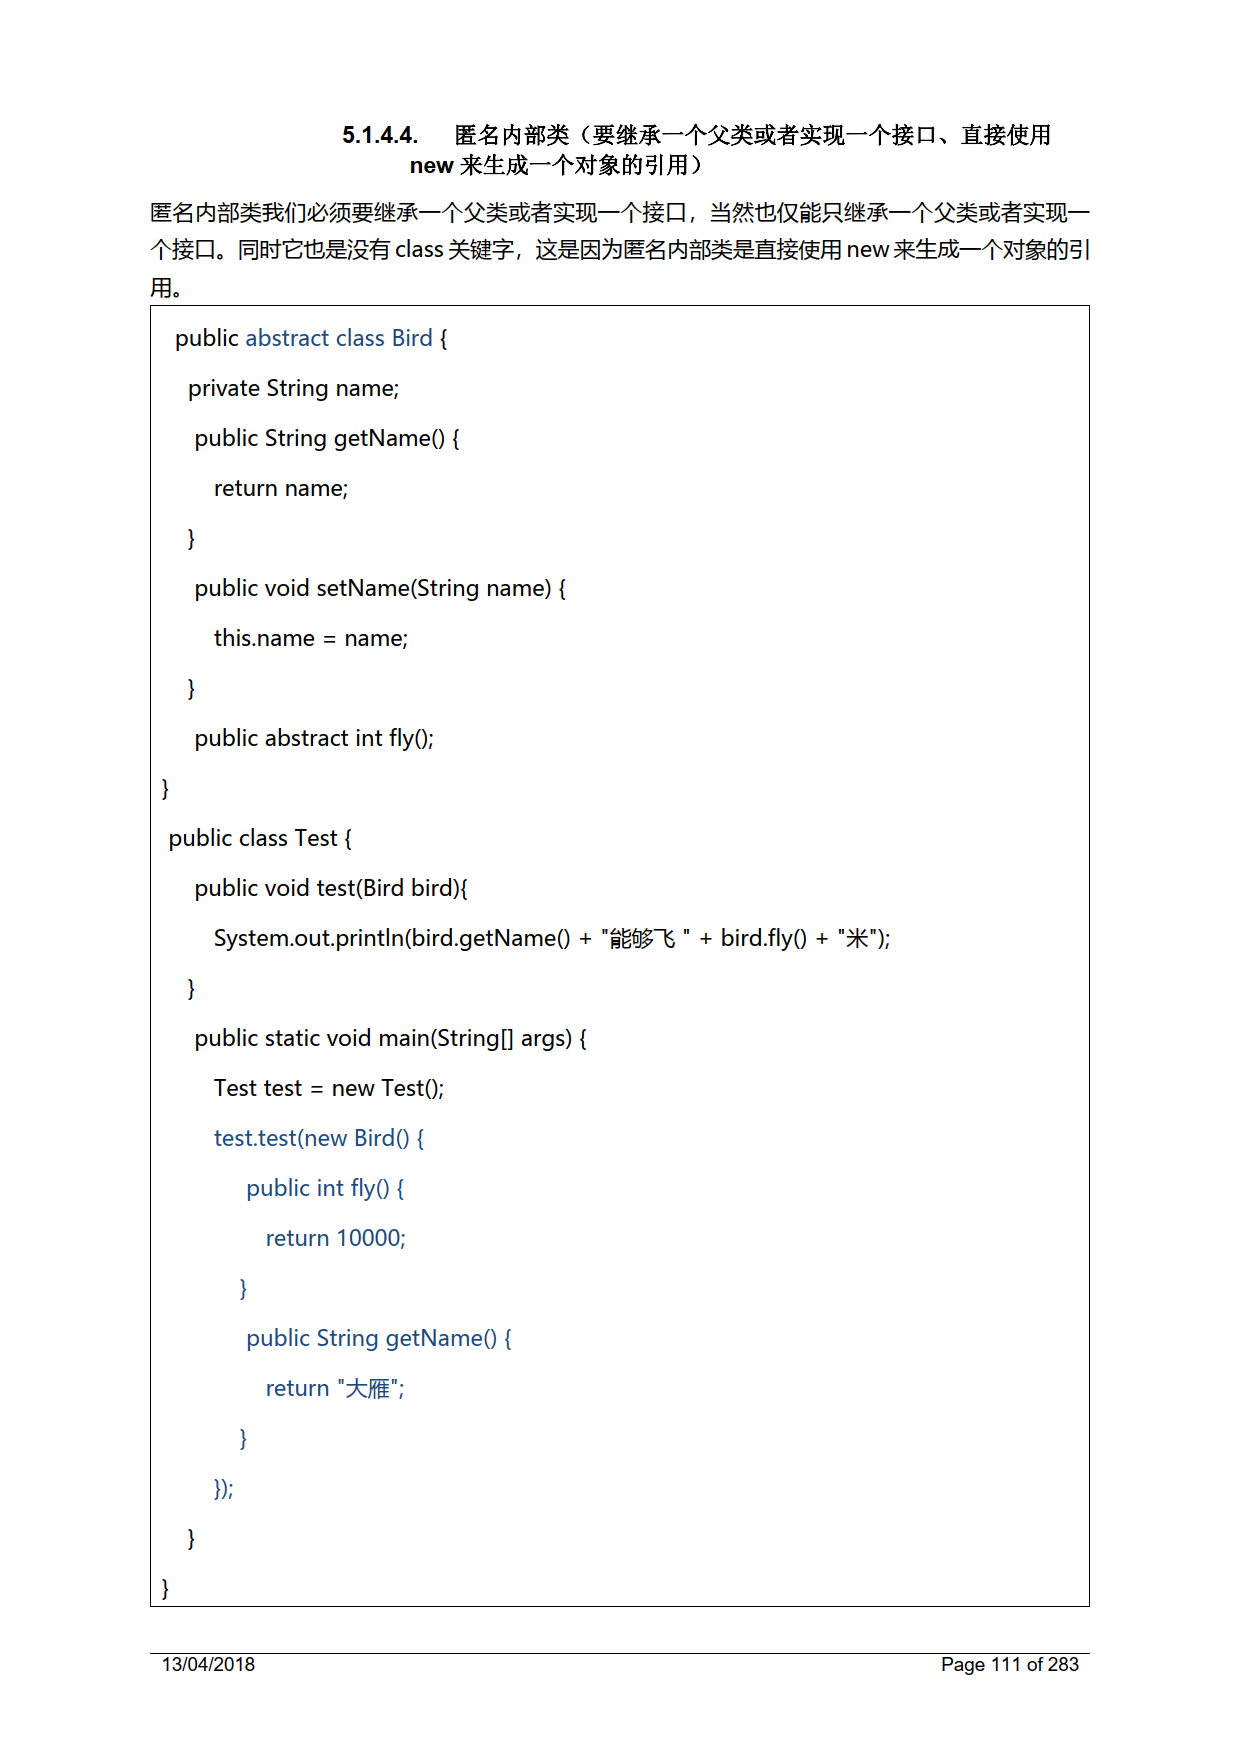 5.1.4.4. 匿名内部类（要继承一个父类或者实现一个接口、直接使用
new 来生成一个对象的引用）
匿名内部类我们必须要继承一个父类或者实现一个接口，当然也仅能只继承一个父类或者实现一
个接口。同时它也是没有 class 关键字，这是因为匿名内部类是直接使用 new 来生成一个对象的引
用。
public abstract class Bird {
private String name;
public String getName() {
return name;
}
public void setName(String name) {
this.name = name;
}
public abstract int fly();
}
public class Test {
public void test(Bird bird){
System.out.println(bird.getName() + "能够飞 " + bird.fly() + "米");
}
public static void main(String[] args) {
Test test = new Test();
test.test(new Bird() {
public int fly() {
return 10000;
}
public String getName() {
return "大雁";
}
});
}
}
13/04/2018 Page 111 of 283